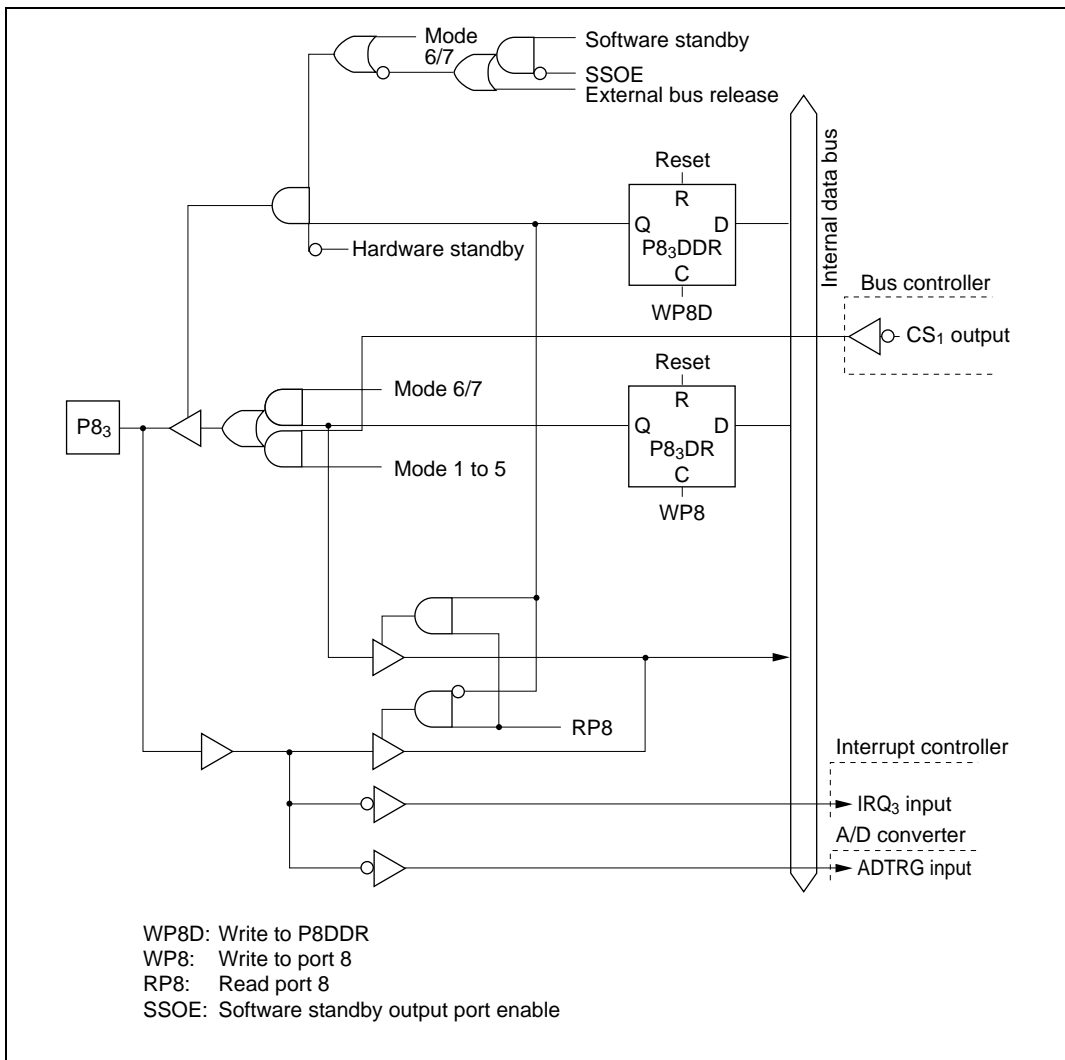 Mode
6/7
Software standby
SSOE
External bus release
Internal data bus
Reset
R
Q D
P8₃DDR
C
WP8D
Hardware standby
Bus controller
CS₁ output
Reset
R
Q D
P8₃DR
C
WP8
Mode 6/7
P8₃
Mode 1 to 5
RP8
Interrupt controller
IRQ₃ input
A/D converter
ADTRG input
WP8D: Write to P8DDR
WP8: Write to port 8
RP8: Read port 8
SSOE: Software standby output port enable